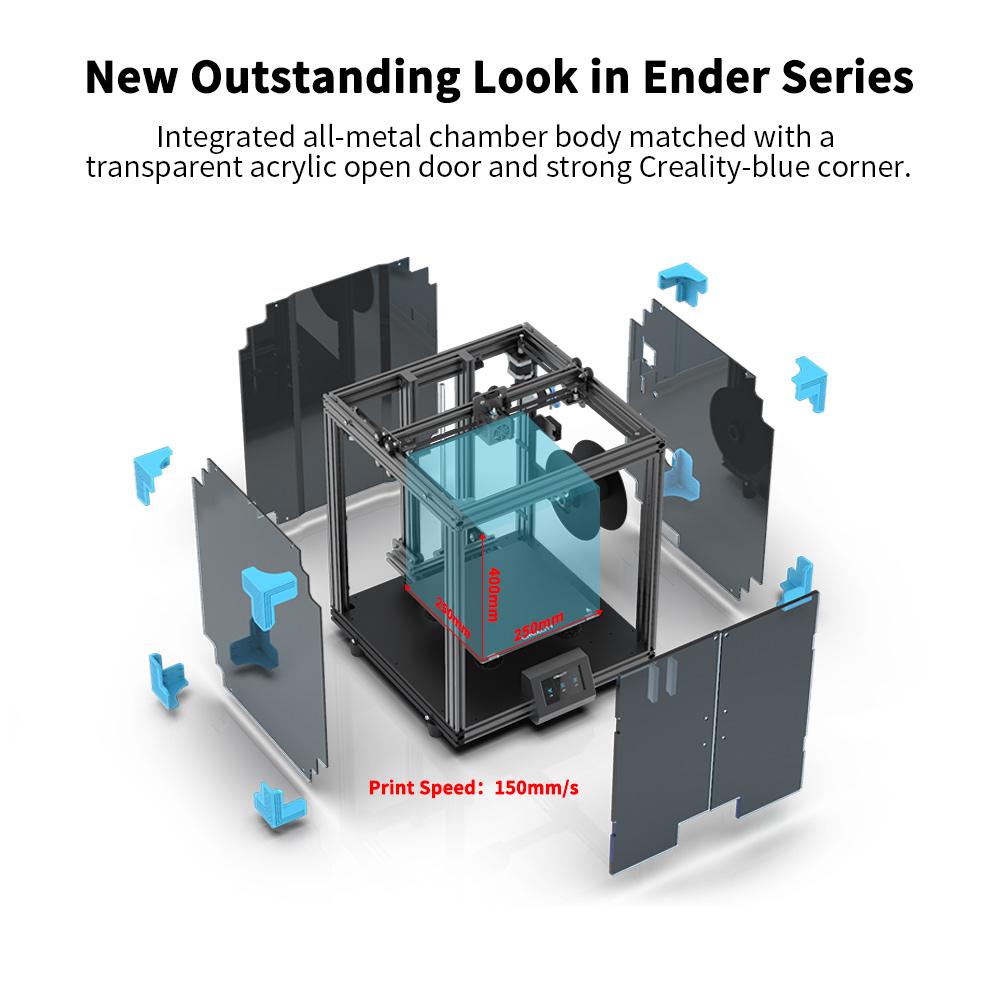 New Outstanding Look in Ender Series
Integrated all-metal chamber body matched with a
transparent acrylic open door and strong Creality-blue corner.
400mm
250mm
250mm
Print Speed: 150mm/s